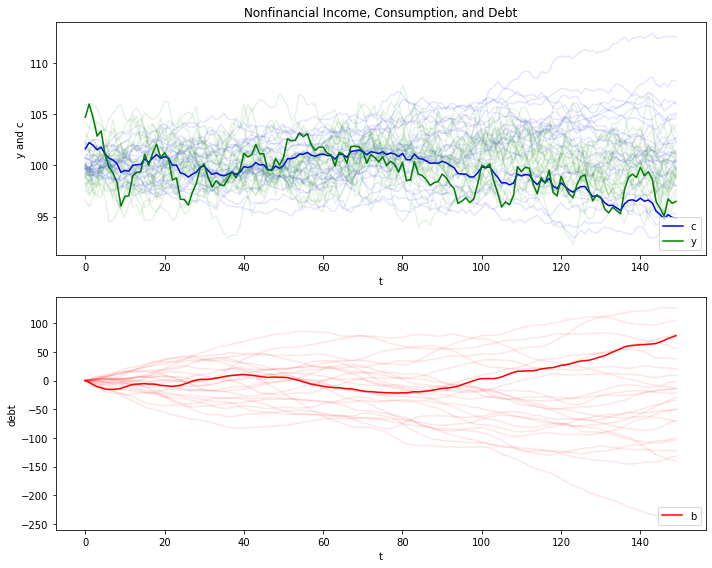 Nonfinancial Income, Consumption, and Debt
110
105
100
95
y and c
0 20 40 60 80 100 120 140
t
c
y
100
50
0
−50
−100
−150
−200
−250
debt
0 20 40 60 80 100 120 140
t
b